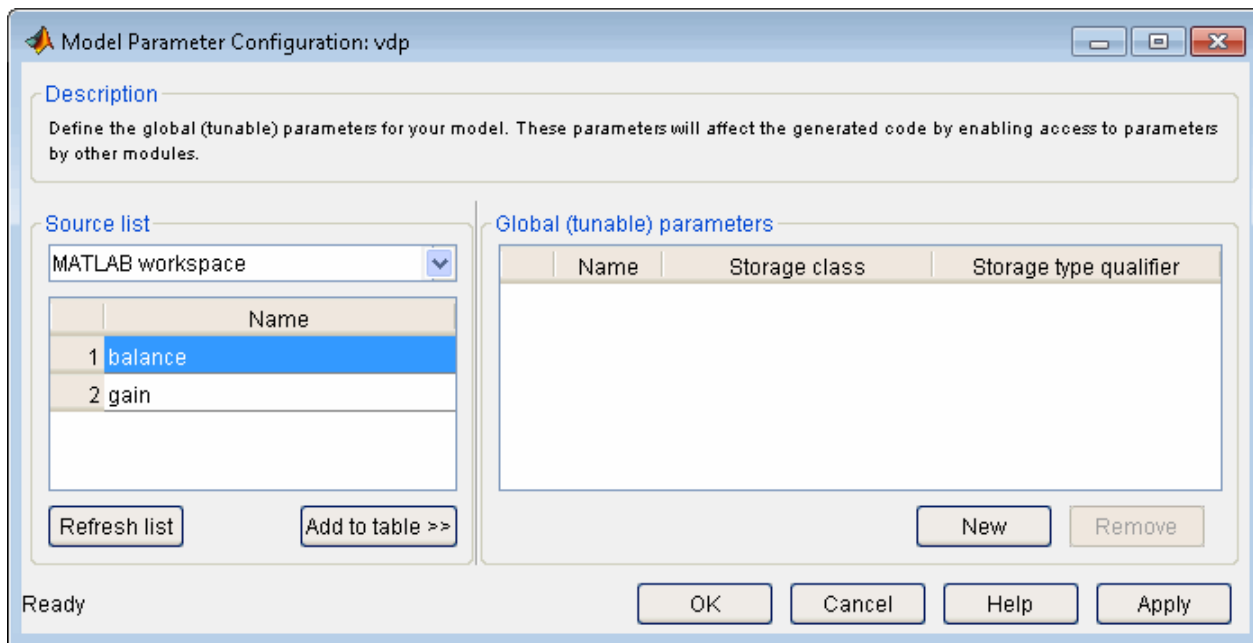 Model Parameter Configuration: vdp
Description
Define the global (tunable) parameters for your model. These parameters will affect the generated code by enabling access to parameters
by other modules.
Source list
MATLAB workspace
Name
1 balance
2 gain
Refresh list Add to table >>
Global (tunable) parameters
Name Storage class Storage type qualifier
New Remove
Ready OK Cancel Help Apply